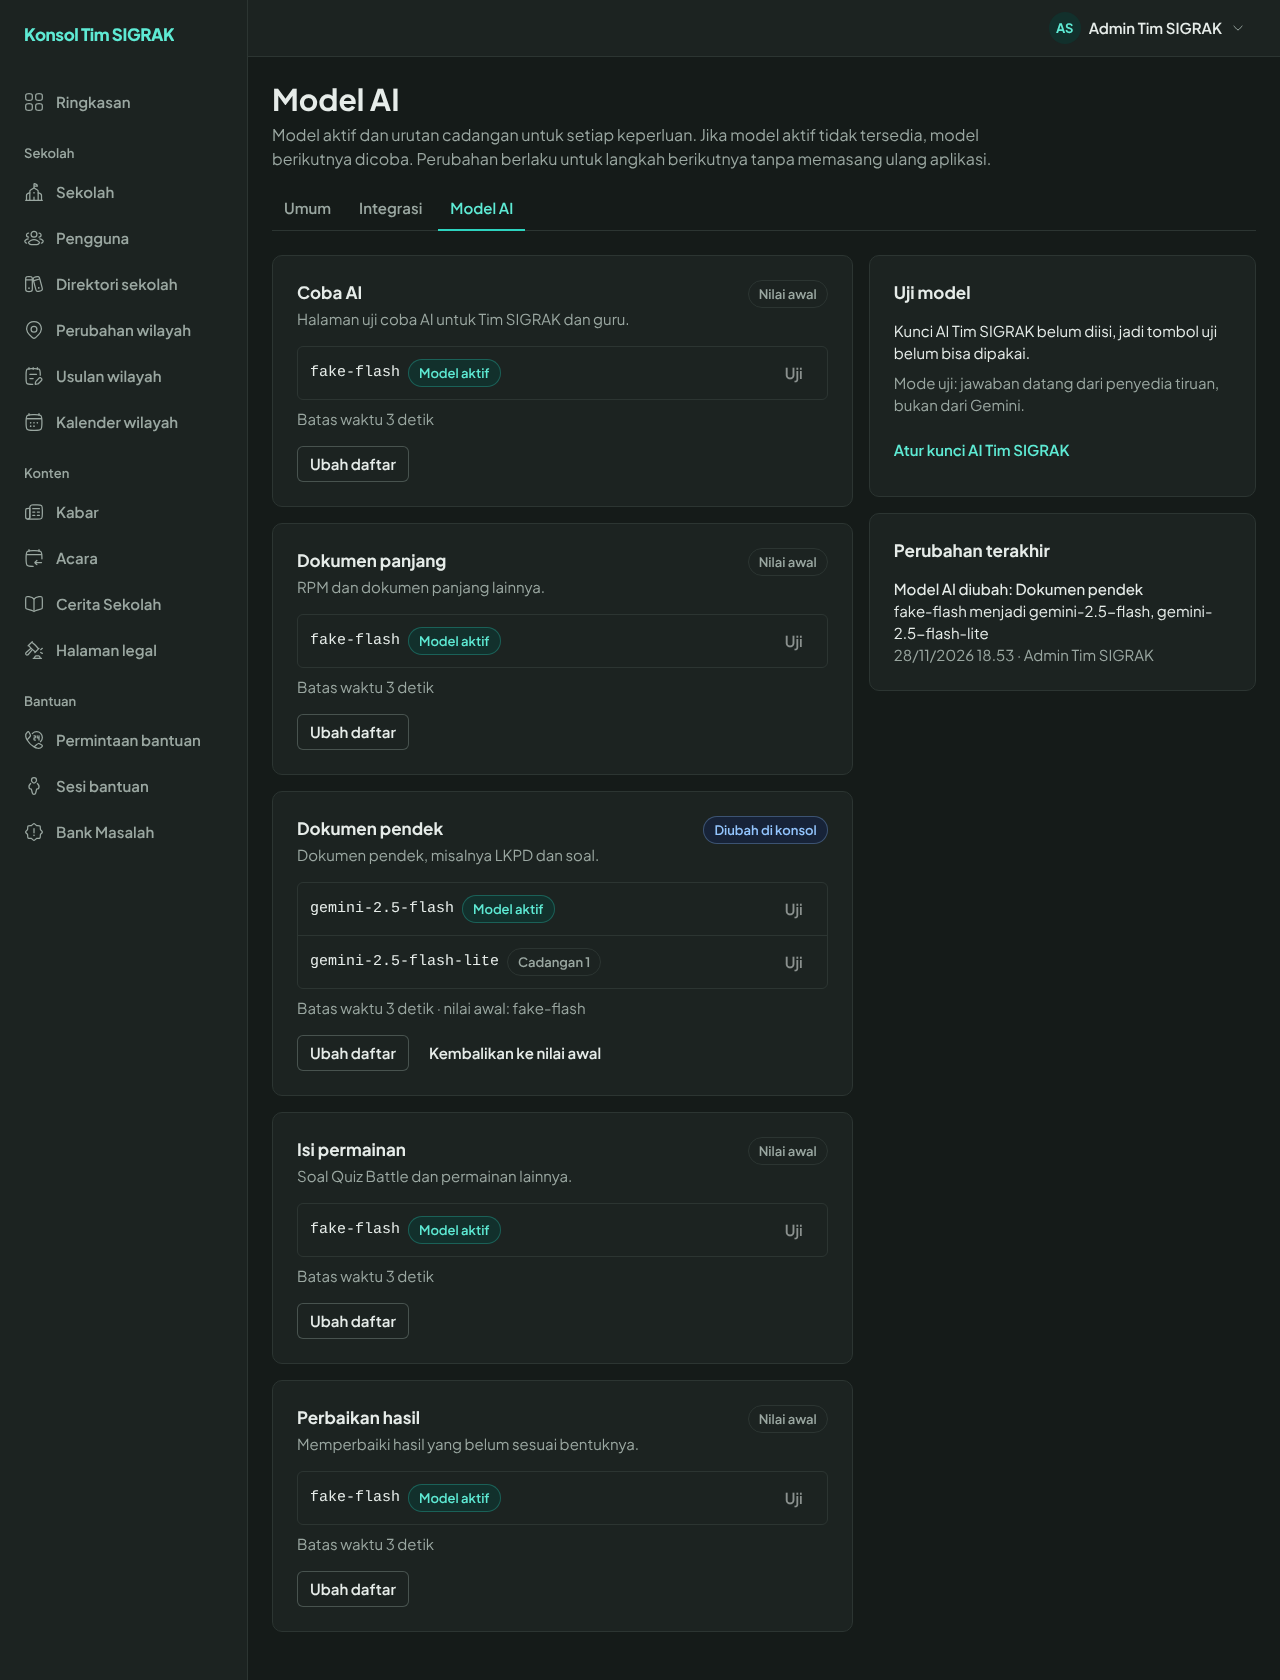 Konsol Tim SIGRAK
AS Admin Tim SIGRAK
Ringkasan
Sekolah
Sekolah
Pengguna
Direktori sekolah
Perubahan wilayah
Usulan wilayah
Kalender wilayah
Konten
Kabar
Acara
Cerita Sekolah
Halaman legal
Bantuan
Permintaan bantuan
Sesi bantuan
Bank Masalah
Model AI
Model aktif dan urutan cadangan untuk setiap keperluan. Jika model aktif tidak tersedia, model
berikutnya dicoba. Perubahan berlaku untuk langkah berikutnya tanpa memasang ulang aplikasi.
Umum Integrasi Model AI
Coba AI Nilai awal
Halaman uji coba AI untuk Tim SIGRAK dan guru.
fake-flash Model aktif Uji
Batas waktu 3 detik
Ubah daftar
Dokumen panjang Nilai awal
RPM dan dokumen panjang lainnya.
fake-flash Model aktif Uji
Batas waktu 3 detik
Ubah daftar
Dokumen pendek Diubah di konsol
Dokumen pendek, misalnya LKPD dan soal.
gemini-2.5-flash Model aktif Uji
gemini-2.5-flash-lite Cadangan 1 Uji
Batas waktu 3 detik · nilai awal: fake-flash
Ubah daftar Kembalikan ke nilai awal
Isi permainan Nilai awal
Soal Quiz Battle dan permainan lainnya.
fake-flash Model aktif Uji
Batas waktu 3 detik
Ubah daftar
Perbaikan hasil Nilai awal
Memperbaiki hasil yang belum sesuai bentuknya.
fake-flash Model aktif Uji
Batas waktu 3 detik
Ubah daftar
Uji model
Kunci AI Tim SIGRAK belum diisi, jadi tombol uji
belum bisa dipakai.
Mode uji: jawaban datang dari penyedia tiruan,
bukan dari Gemini.
Atur kunci AI Tim SIGRAK
Perubahan terakhir
Model AI diubah: Dokumen pendek
fake-flash menjadi gemini-2.5-flash, gemini-
2.5-flash-lite
28/11/2026 18.53 · Admin Tim SIGRAK